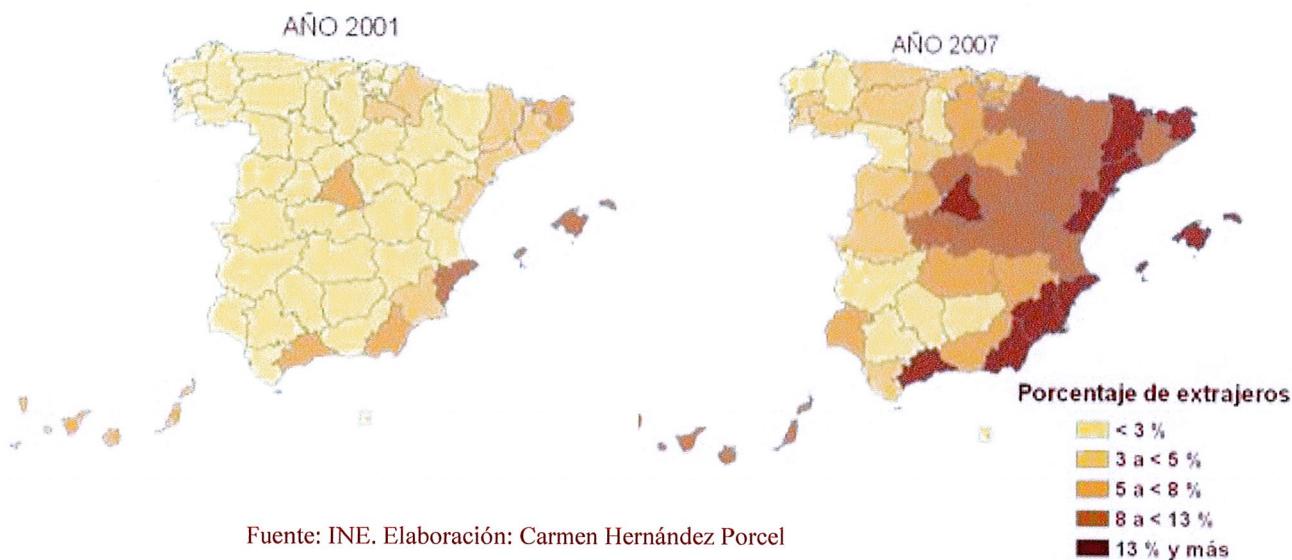 AÑO 2001
AÑO 2007
Porcentaje de extrajeros
< 3 %
3 a < 5 %
5 a < 8 %
8 a < 13 %
13 % y más
Fuente: INE. Elaboración: Carmen Hernández Porcel